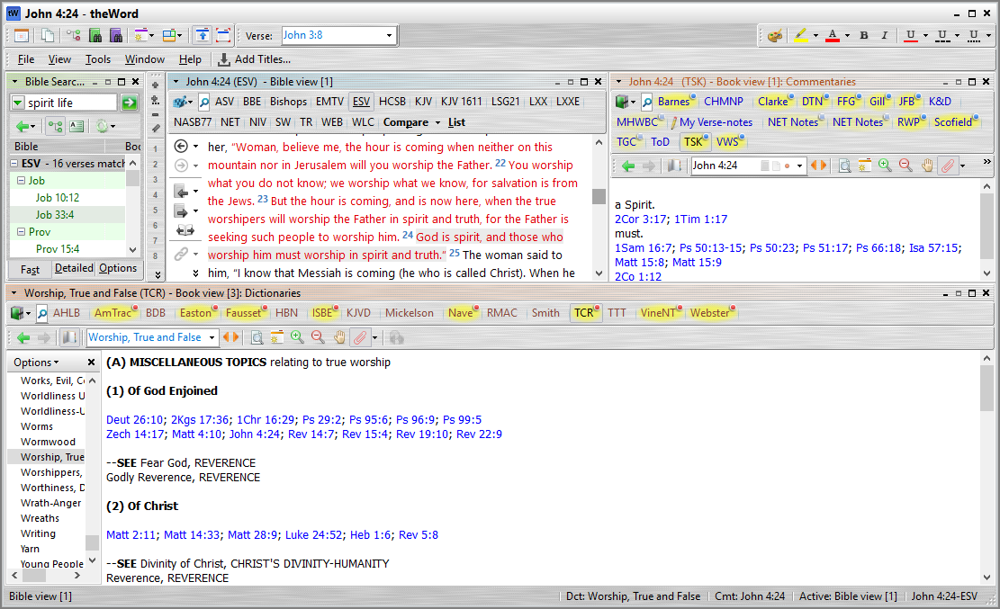 John 4:24 - theWord
Verse: John 3:8
A B I U U U
File View Tools Window Help Add Titles...
Bible Searc...
spirit life
Bible Boo
ESV - 16 verses match
Job
Job 10:12
Job 33:4
Prov
Prov 15:4
Fast Detailed Options
1
2
3
4
5
6
7
8
John 4:24 (ESV) - Bible view [1]
ASV BBE Bishops EMTV ESV HCSB KJV KJV 1611 LSG21 LXX LXXE
NASB77 NET NIV SW TR WEB WLC Compare List
her, “Woman, believe me, the hour is coming when neither on this
mountain nor in Jerusalem will you worship the Father. 22 You worship
what you do not know; we worship what we know, for salvation is from
the Jews. 23 But the hour is coming, and is now here, when the true
worshipers will worship the Father in spirit and truth, for the Father is
seeking such people to worship him. 24 God is spirit, and those who
worship him must worship in spirit and truth.” 25 The woman said to
him, “I know that Messiah is coming (he who is called Christ). When he
John 4:24 (TSK) - Book view [1]: Commentaries
Barnes CHMNP Clarke DTN FFG Gill JFB K&D
MHWBC My Verse-notes NET Notes NET Notes RWP Scofield
TGC ToD TSK VWS
John 4:24
a Spirit.
2Cor 3:17; 1Tim 1:17
must.
1Sam 16:7; Ps 50:13-15; Ps 50:23; Ps 51:17; Ps 66:18; Isa 57:15;
Matt 15:8; Matt 15:9
2Co 1:12
Worship, True and False (TCR) - Book view [3]: Dictionaries
AHLB AmTrac BDB Easton Fausset HBN ISBE KJVD Mickelson Nave RMAC Smith TCR TTT VineNT Webster
Worship, True and False
Options
Works, Evil, C
Worldliness U
Worldliness-U
Worms
Wormwood
Worship, True
Worshippers,
Worthiness, D
Wrath-Anger
Wreaths
Writing
Yarn
Young People
(A) MISCELLANEOUS TOPICS relating to true worship
(1) Of God Enjoined
Deut 26:10; 2Kgs 17:36; 1Chr 16:29; Ps 29:2; Ps 95:6; Ps 96:9; Ps 99:5
Zech 14:17; Matt 4:10; John 4:24; Rev 14:7; Rev 15:4; Rev 19:10; Rev 22:9
--SEE Fear God, REVERENCE
Godly Reverence, REVERENCE
(2) Of Christ
Matt 2:11; Matt 14:33; Matt 28:9; Luke 24:52; Heb 1:6; Rev 5:8
--SEE Divinity of Christ, CHRIST'S DIVINITY-HUMANITY
Reverence, REVERENCE
Bible view [1] Dct: Worship, True and False Cmt: John 4:24 Active: Bible view [1] John 4:24-ESV